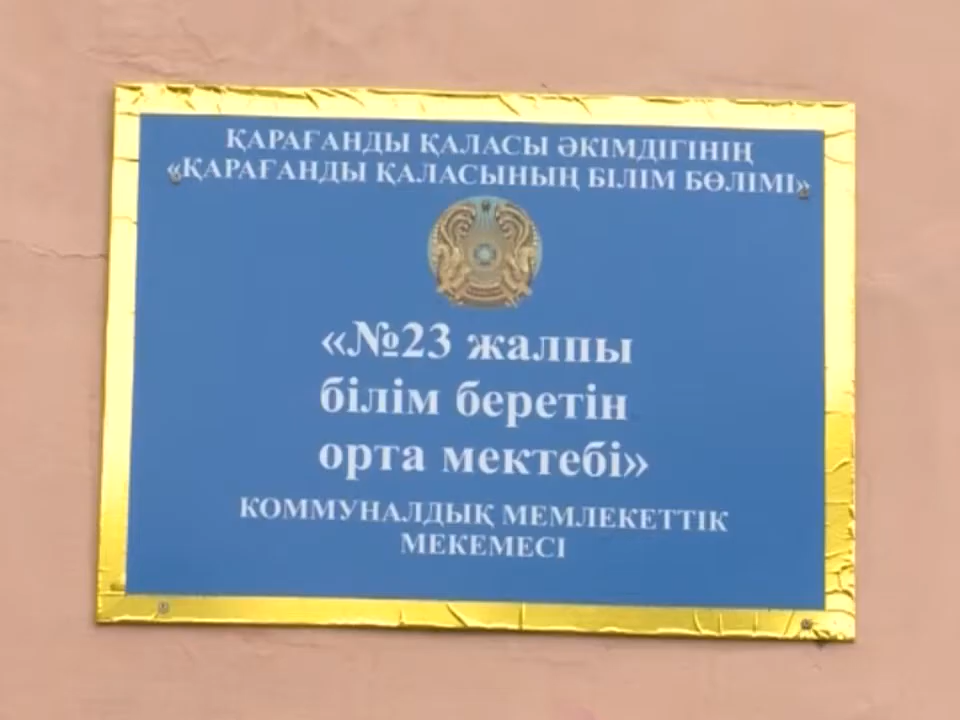 ҚАРАҒАНДЫ ҚАЛАСЫ ӘКІМДІГІНІҢ
«ҚАРАҒАНДЫ ҚАЛАСЫНЫҢ БІЛІМ БӨЛІМІ»
«№23 жалпы
білім беретін
орта мектебі»
КОММУНАЛДЫҚ МЕМЛЕКЕТТІК
МЕКЕМЕСІ